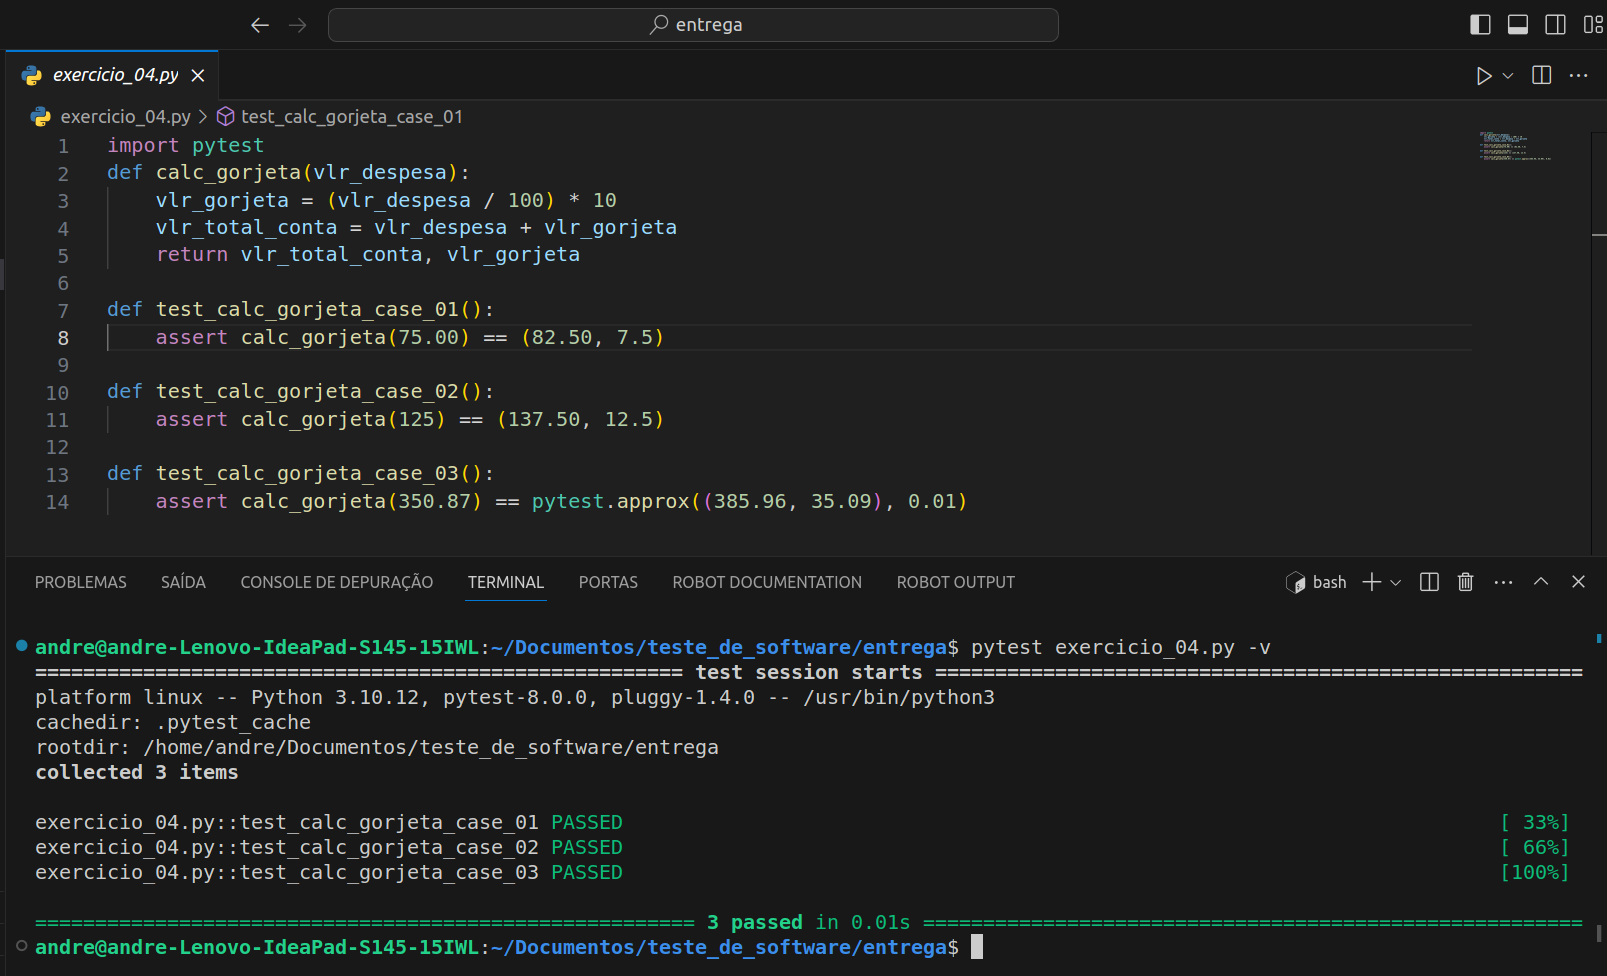 entrega
exercicio_04.py
exercicio_04.py > test_calc_gorjeta_case_01
1 import pytest
2 def calc_gorjeta(vlr_despesa):
3     vlr_gorjeta = (vlr_despesa / 100) * 10
4     vlr_total_conta = vlr_despesa + vlr_gorjeta
5     return vlr_total_conta, vlr_gorjeta
6
7 def test_calc_gorjeta_case_01():
8     assert calc_gorjeta(75.00) == (82.50, 7.5)
9
10 def test_calc_gorjeta_case_02():
11     assert calc_gorjeta(125) == (137.50, 12.5)
12
13 def test_calc_gorjeta_case_03():
14     assert calc_gorjeta(350.87) == pytest.approx((385.96, 35.09), 0.01)
PROBLEMAS SAÍDA CONSOLE DE DEPURAÇÃO TERMINAL PORTAS ROBOT DOCUMENTATION ROBOT OUTPUT bash
andre@andre-Lenovo-IdeaPad-S145-15IWL:~/Documentos/teste_de_software/entrega$ pytest exercicio_04.py -v
====================================================== test session starts ======================================================
platform linux -- Python 3.10.12, pytest-8.0.0, pluggy-1.4.0 -- /usr/bin/python3
cachedir: .pytest_cache
rootdir: /home/andre/Documentos/teste_de_software/entrega
collected 3 items
exercicio_04.py::test_calc_gorjeta_case_01 PASSED [ 33%]
exercicio_04.py::test_calc_gorjeta_case_02 PASSED [ 66%]
exercicio_04.py::test_calc_gorjeta_case_03 PASSED [100%]
======================================================= 3 passed in 0.01s =======================================================
andre@andre-Lenovo-IdeaPad-S145-15IWL:~/Documentos/teste_de_software/entrega$